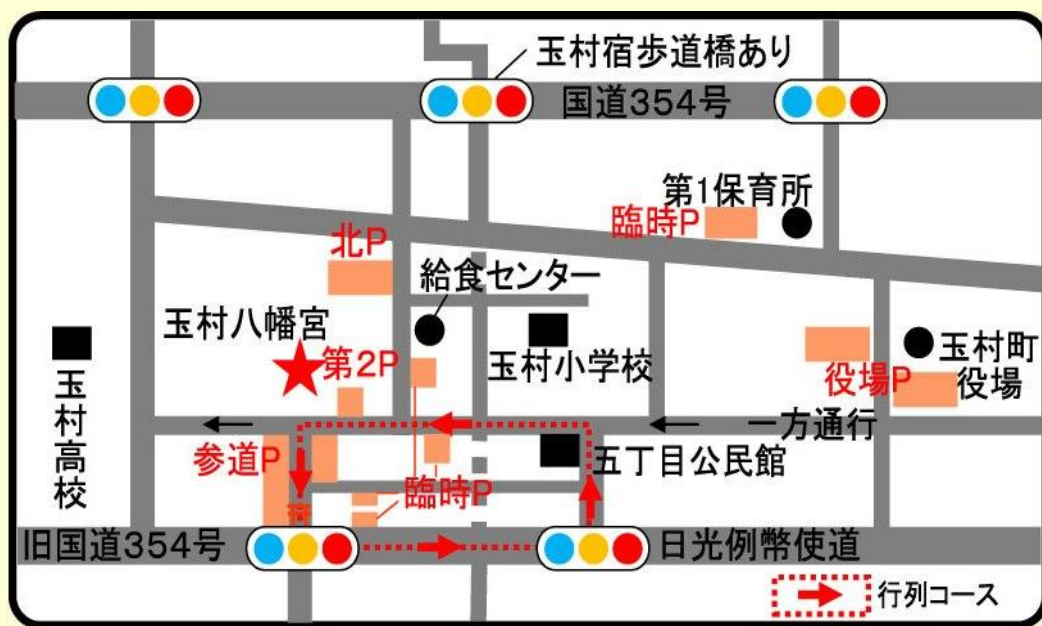 玉村宿歩道橋あり
国道354号
第1保育所
臨時P
北P
給食センター
玉村八幡宮
第2P
玉村小学校
玉村町
役場
役場P
玉村高校
一方通行
参道P
五丁目公民館
臨時P
旧国道354号
日光例幣使道
行列コース